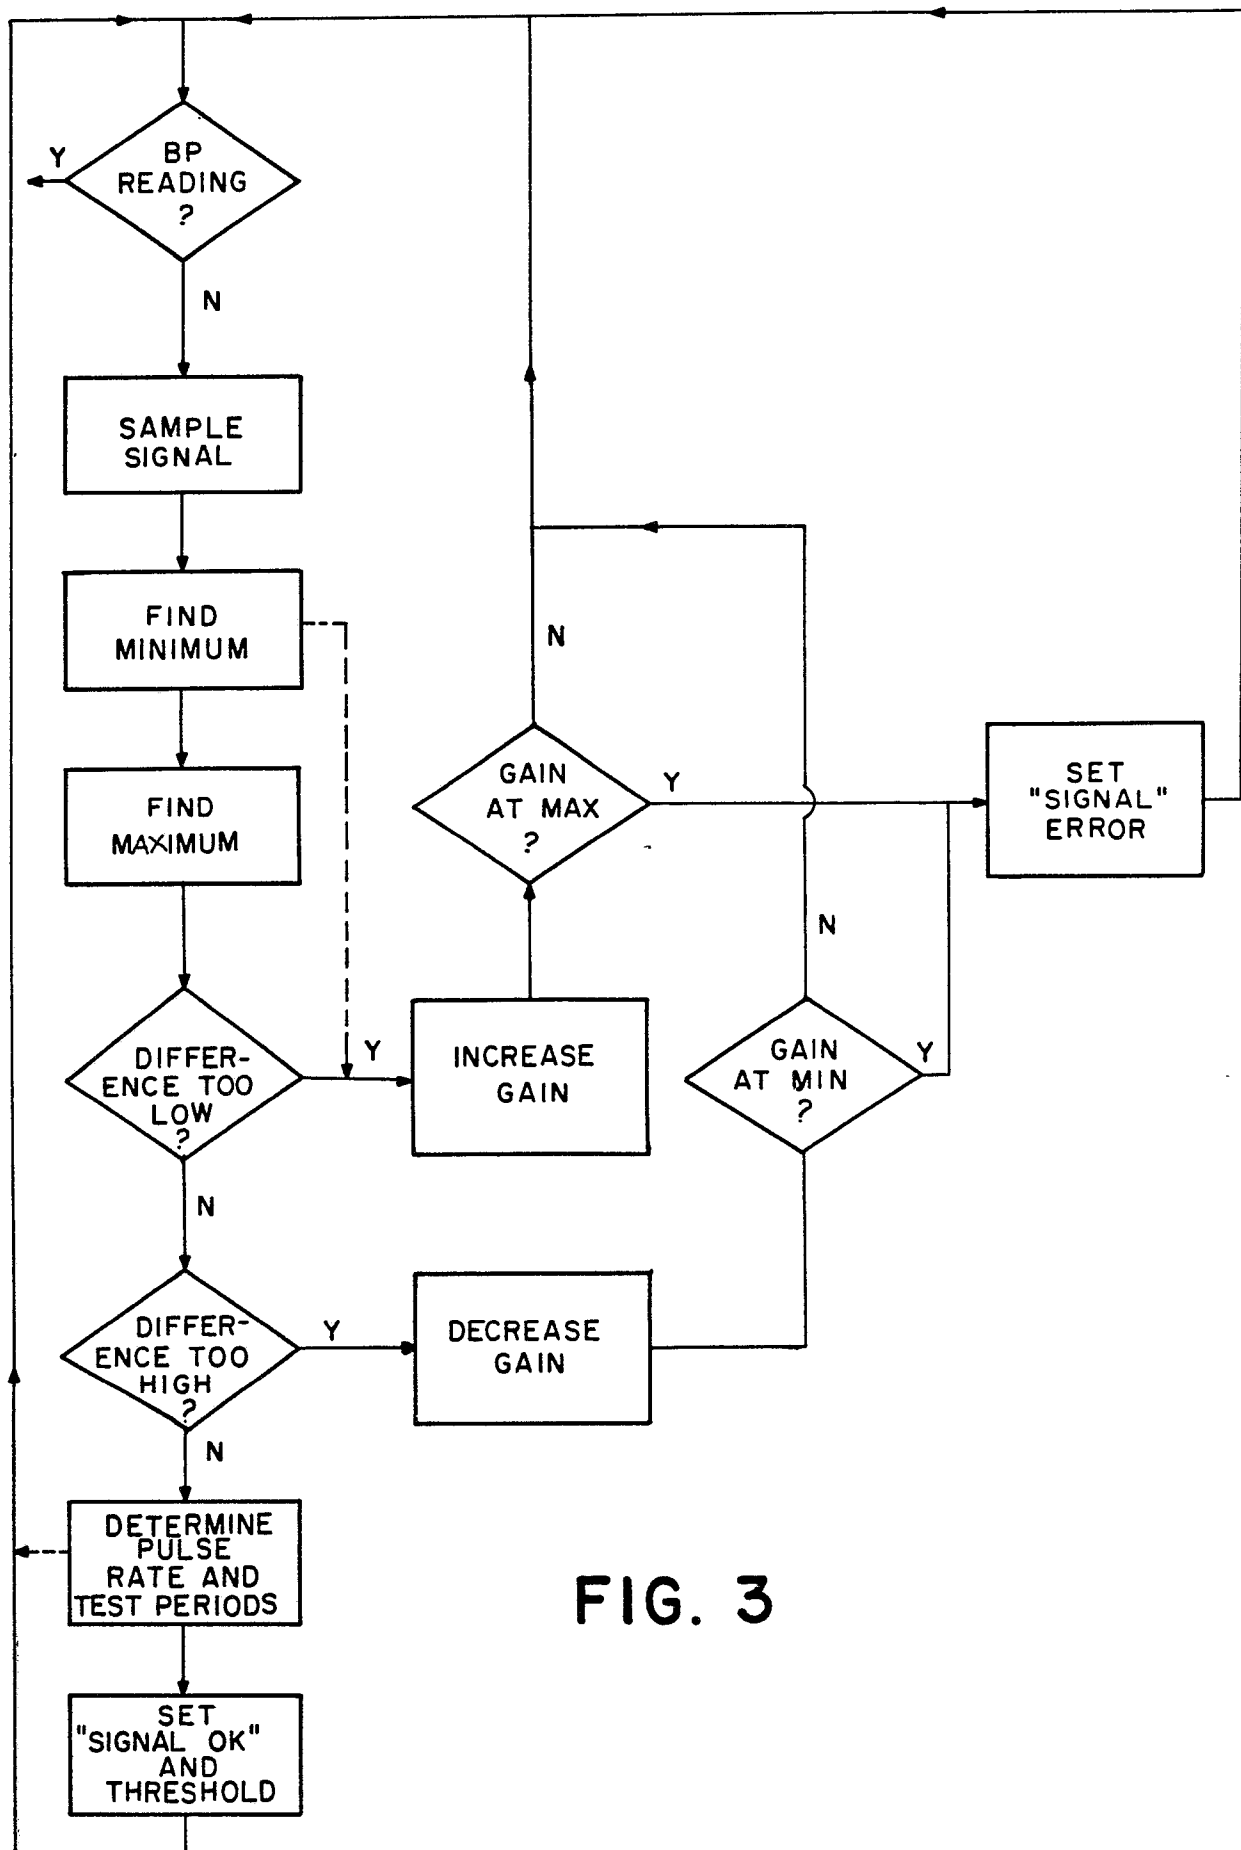 BP
READING
?
Y
N
SAMPLE
SIGNAL
FIND
MINIMUM
FIND
MAXIMUM
DIFFER-
ENCE TOO
LOW
?
Y
N
INCREASE
GAIN
GAIN
AT MAX
?
N
Y
SET
"SIGNAL"
ERROR
GAIN
AT MIN
?
N
Y
DIFFER-
ENCE TOO
HIGH
?
Y
N
DECREASE
GAIN
DETERMINE
PULSE
RATE AND
TEST PERIODS
SET
"SIGNAL OK"
AND
THRESHOLD
FIG. 3